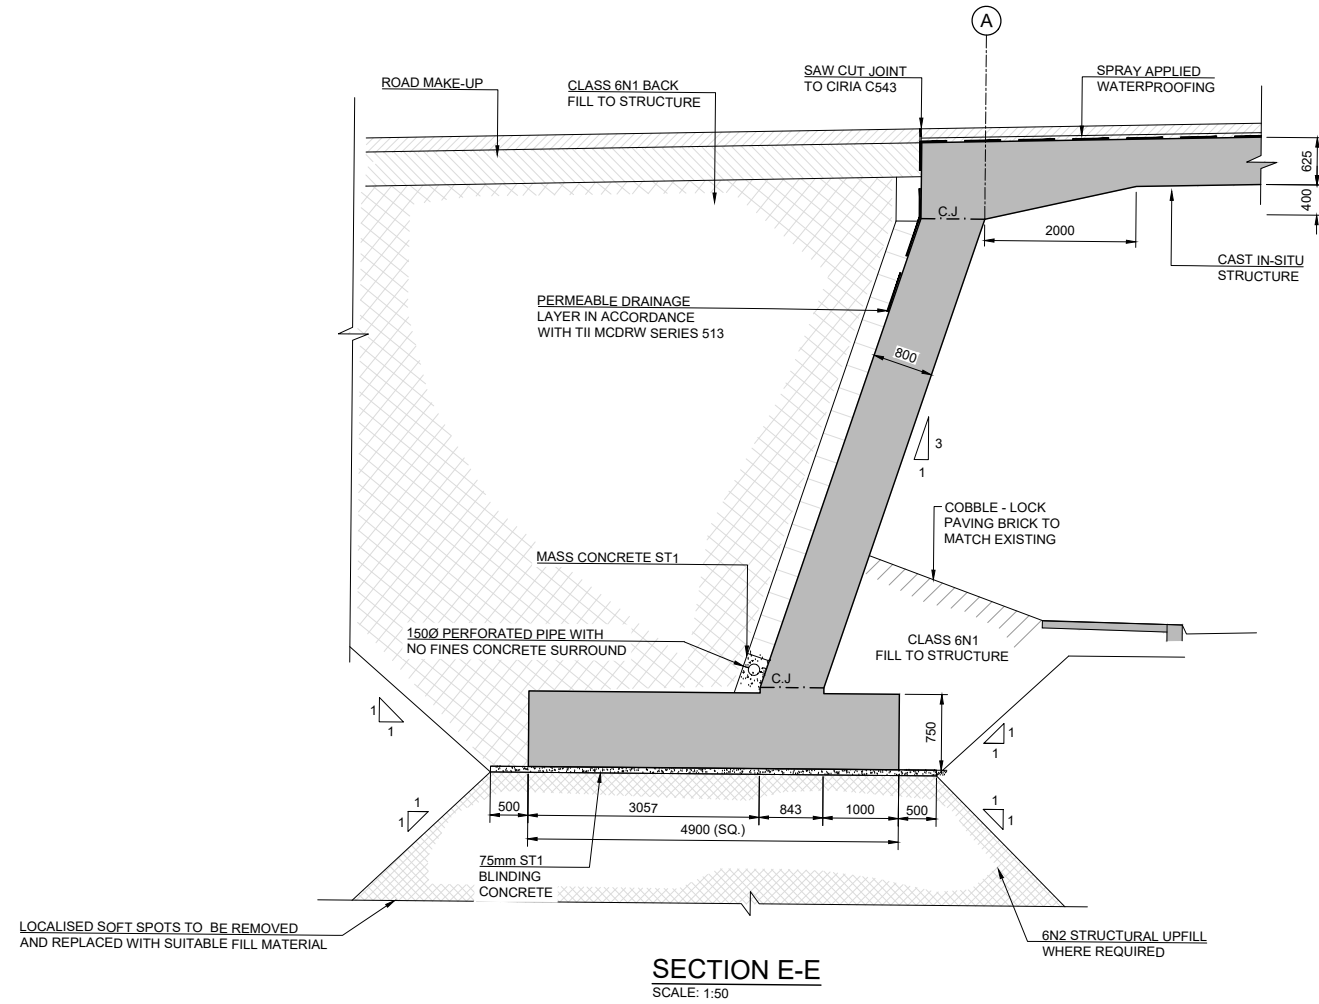 A
ROAD MAKE-UP
CLASS 6N1 BACK
FILL TO STRUCTURE
SAW CUT JOINT
TO CIRIA C543
SPRAY APPLIED
WATERPROOFING
625
400
C.J
2000
CAST IN-SITU
STRUCTURE
PERMEABLE DRAINAGE
LAYER IN ACCORDANCE
WITH TII MCDRW SERIES 513
800
3
1
COBBLE - LOCK
PAVING BRICK TO
MATCH EXISTING
MASS CONCRETE ST1
150Ø PERFORATED PIPE WITH
NO FINES CONCRETE SURROUND
CLASS 6N1
FILL TO STRUCTURE
C.J
1
1
750
1
1
1
1
1
1
500
3057
843
1000
500
4900 (SQ.)
75mm ST1
BLINDING
CONCRETE
LOCALISED SOFT SPOTS TO BE REMOVED
AND REPLACED WITH SUITABLE FILL MATERIAL
6N2 STRUCTURAL UPFILL
WHERE REQUIRED
SECTION E-E
SCALE: 1:50